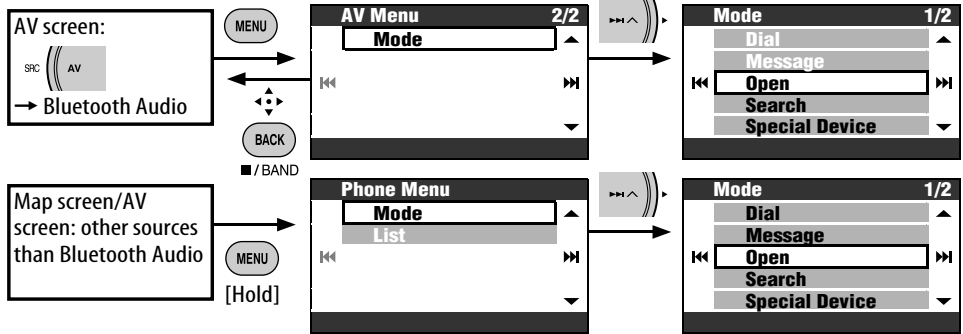 AV screen:
SRC AV
→ Bluetooth Audio
MENU
BACK
■/BAND
AV Menu 2/2
Mode
Mode 1/2
Dial
Message
Open
Search
Special Device
Map screen/AV
screen: other sources
than Bluetooth Audio
MENU
[Hold]
Phone Menu
Mode
List
Mode 1/2
Dial
Message
Open
Search
Special Device